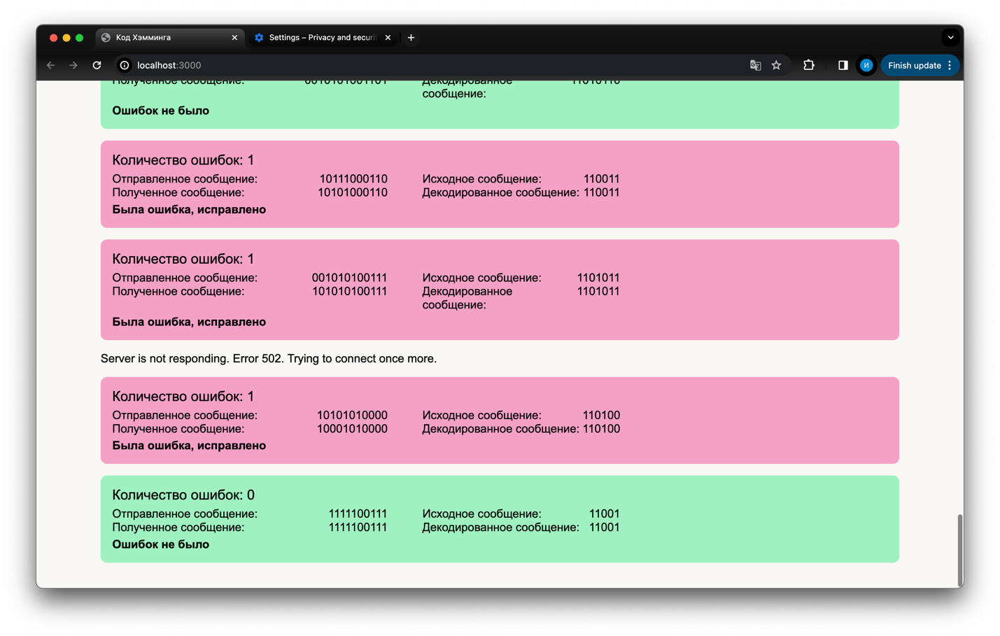 Код Хэмминга
Settings – Privacy and securi
localhost:3000
Finish update
И
Полученное сообщение: 0010101001101 Декодированное 11010110
сообщение:
Ошибок не было
Количество ошибок: 1
Отправленное сообщение: 10111000110 Исходное сообщение: 110011
Полученное сообщение: 10101000110 Декодированное сообщение: 110011
Была ошибка, исправлено
Количество ошибок: 1
Отправленное сообщение: 001010100111 Исходное сообщение: 1101011
Полученное сообщение: 101010100111 Декодированное 1101011
сообщение:
Была ошибка, исправлено
Server is not responding. Error 502. Trying to connect once more.
Количество ошибок: 1
Отправленное сообщение: 10101010000 Исходное сообщение: 110100
Полученное сообщение: 10001010000 Декодированное сообщение: 110100
Была ошибка, исправлено
Количество ошибок: 0
Отправленное сообщение: 1111100111 Исходное сообщение: 11001
Полученное сообщение: 1111100111 Декодированное сообщение: 11001
Ошибок не было